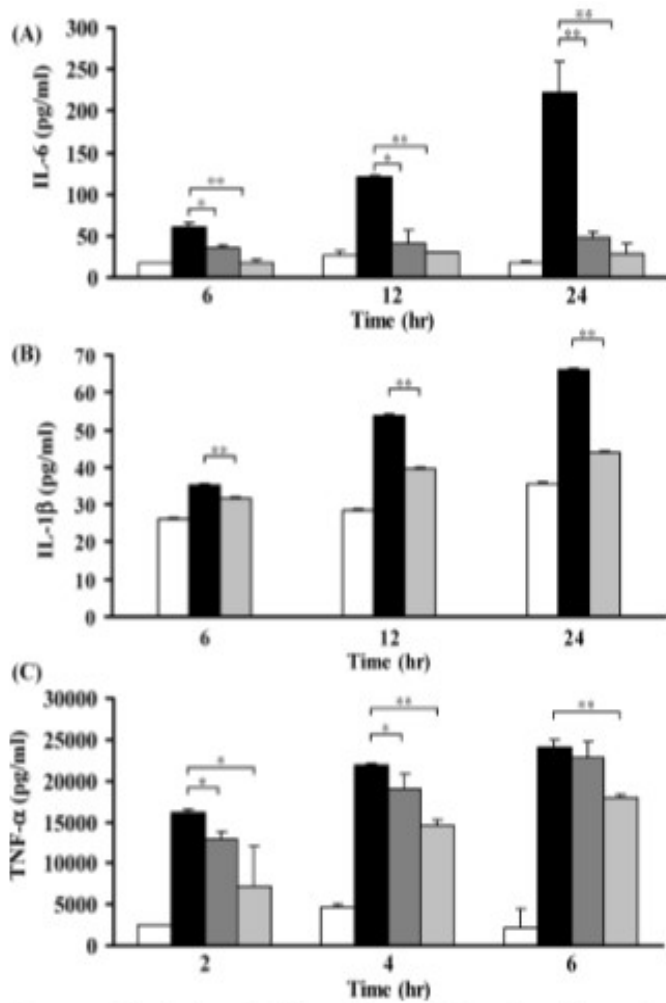 (A)
IL-6 (pg/ml)
300
250
200
150
100
50
0
** *
** *
** **
6 12 24
Time (hr)
(B)
IL-1β (pg/ml)
70
60
50
40
30
20
10
0
** ** **
6 12 24
Time (hr)
(C)
TNF-α (pg/ml)
30000
25000
20000
15000
10000
5000
0
* *
** *
**
2 4 6
Time (hr)